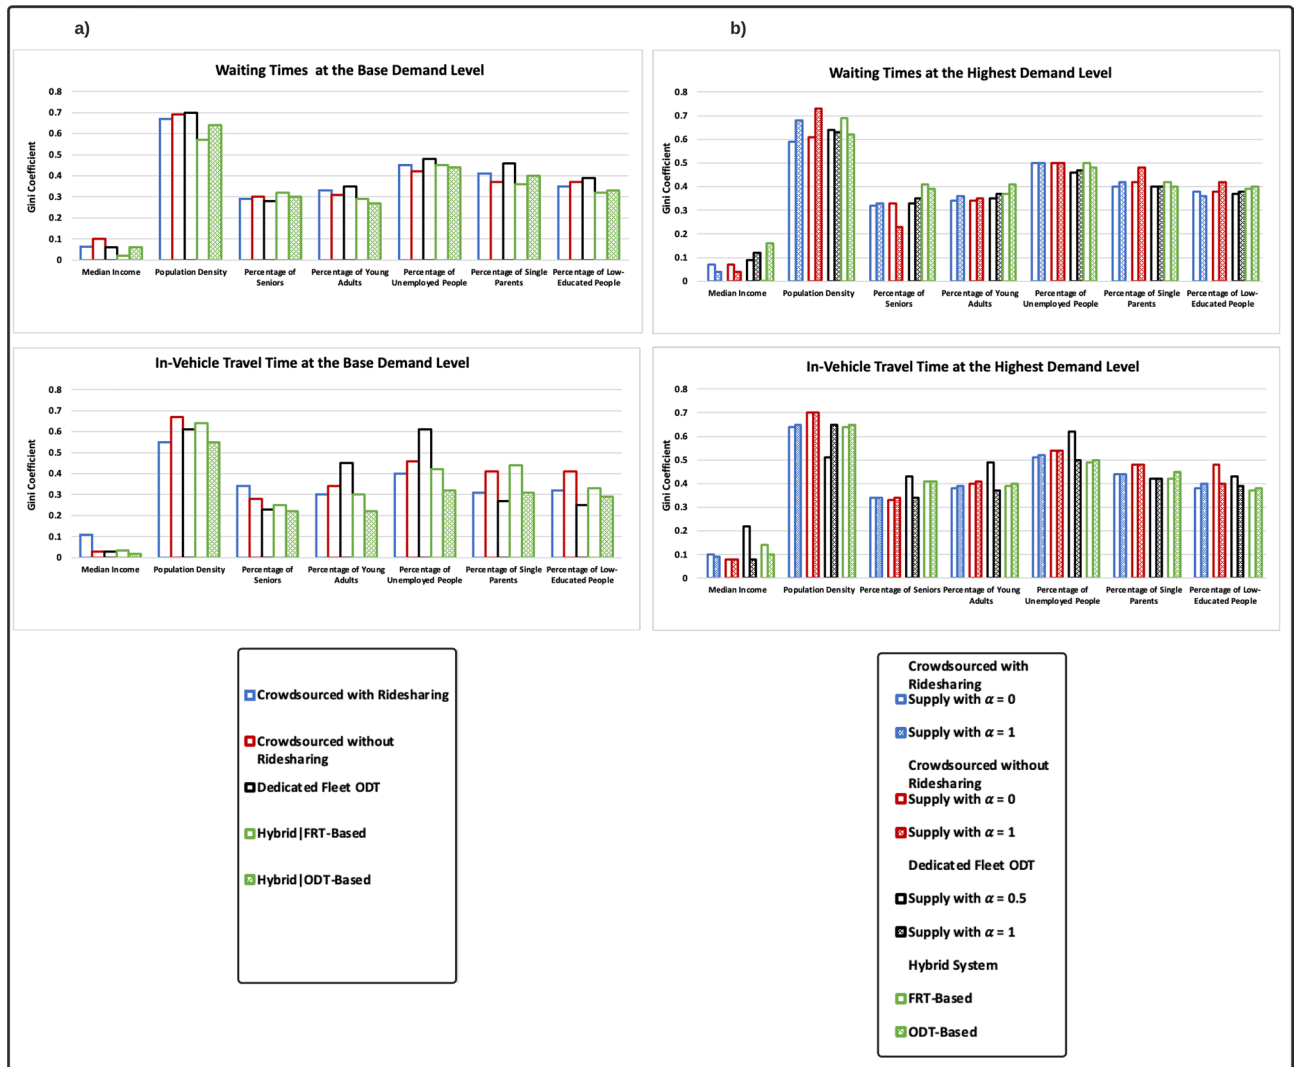 a)
Waiting Times at the Base Demand Level
Gini Coefficient
0.8
0.7
0.6
0.5
0.4
0.3
0.2
0.1
0
Median Income
Population Density
Percentage of
Seniors
Percentage of Young
Adults
Percentage of
Unemployed People
Percentage of Single
Parents
Percentage of Low-
Educated People
In-Vehicle Travel Time at the Base Demand Level
Gini Coefficient
0.8
0.7
0.6
0.5
0.4
0.3
0.2
0.1
0
Median Income
Population Density
Percentage of
Seniors
Percentage of Young
Adults
Percentage of
Unemployed People
Percentage of Single
Parents
Percentage of Low-
Educated People
Crowdsourced with Ridesharing
Crowdsourced without
Ridesharing
Dedicated Fleet ODT
Hybrid|FRT-Based
Hybrid|ODT-Based
b)
Waiting Times at the Highest Demand Level
Gini Coefficient
0.8
0.7
0.6
0.5
0.4
0.3
0.2
0.1
0
Median Income
Population Density
Percentage of
Seniors
Percentage of Young
Adults
Percentage of
Unemployed People
Percentage of Single
Parents
Percentage of Low-
Educated People
In-Vehicle Travel Time at the Highest Demand Level
Gini Coefficient
0.8
0.7
0.6
0.5
0.4
0.3
0.2
0.1
0
Median Income
Population Density
Percentage of Seniors
Percentage of Young
Adults
Percentage of
Unemployed People
Percentage of Single
Parents
Percentage of Low-
Educated People
Crowdsourced with
Ridesharing
Supply with α = 0
Supply with α = 1
Crowdsourced without
Ridesharing
Supply with α = 0
Supply with α = 1
Dedicated Fleet ODT
Supply with α = 0.5
Supply with α = 1
Hybrid System
FRT-Based
ODT-Based